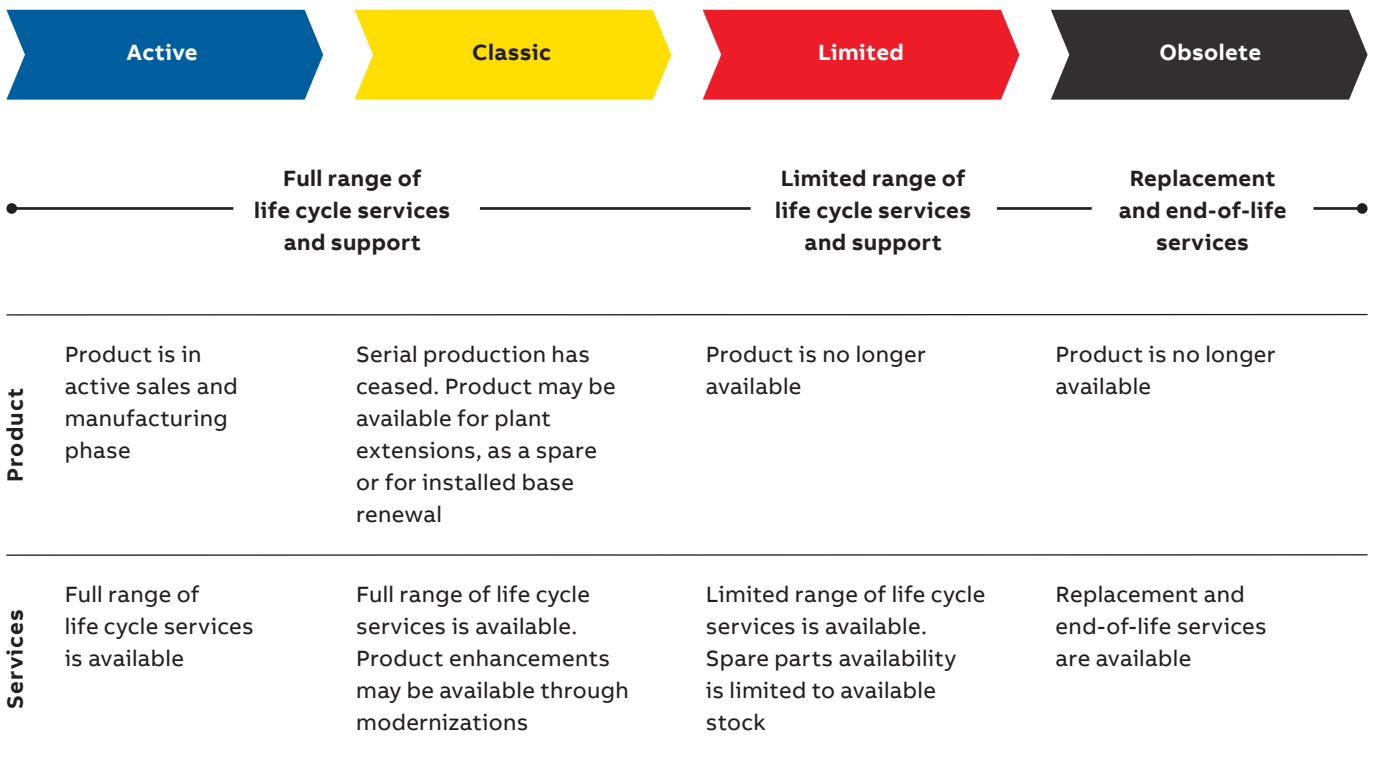 Active
Classic
Limited
Obsolete
Full range of
life cycle services
and support
Limited range of
life cycle services
and support
Replacement
and end-of-life
services
Product
Product is in
active sales and
manufacturing
phase
Serial production has
ceased. Product may be
available for plant
extensions, as a spare
or for installed base
renewal
Product is no longer
available
Product is no longer
available
Services
Full range of
life cycle services
is available
Full range of life cycle
services is available.
Product enhancements
may be available through
modernizations
Limited range of life cycle
services is available.
Spare parts availability
is limited to available
stock
Replacement and
end-of-life services
are available